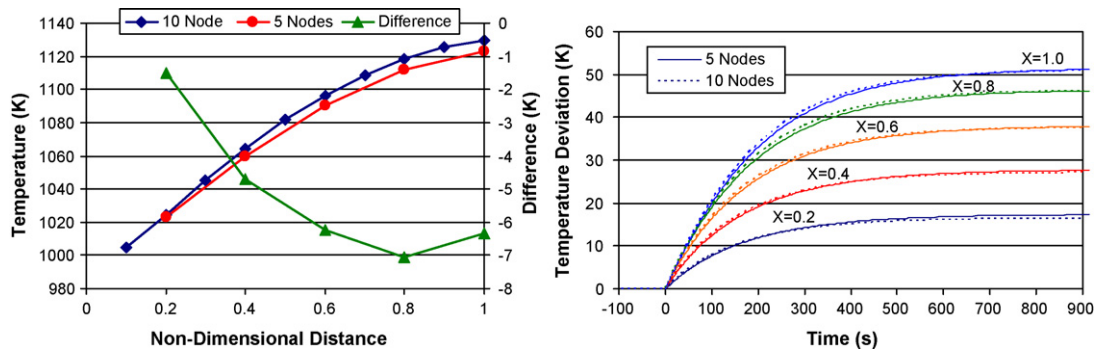 10 Node
5 Nodes
Difference
Temperature (K)
1140
1120
1100
1080
1060
1040
1020
1000
980
0
0.2
0.4
0.6
0.8
1
Non-Dimensional Distance
0
-1
-2
-3
-4
-5
-6
-7
-8
Difference (K)
Temperature Deviation (K)
60
50
40
30
20
10
0
5 Nodes
10 Nodes
X=1.0
X=0.8
X=0.6
X=0.4
X=0.2
-100
0
100
200
300
400
500
600
700
800
900
Time (s)